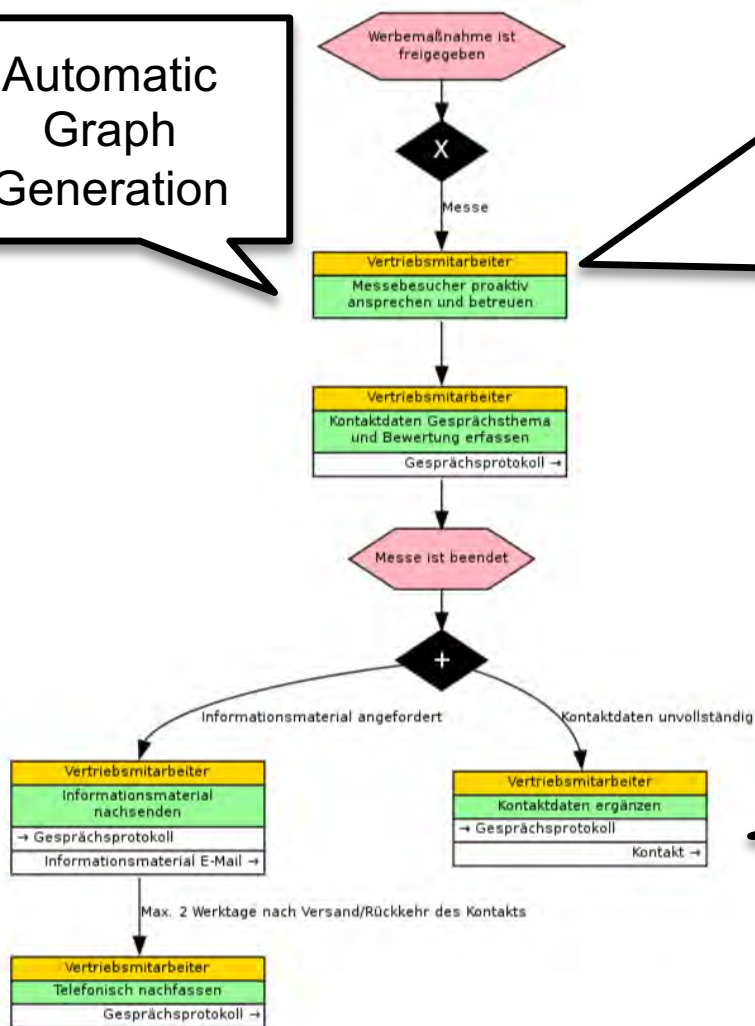 Automatic
Graph
Generation
Werbemaßnahme ist
freigegeben
X
Messe
Vertriebsmitarbeiter
Messebesucher proaktiv
ansprechen und betreuen
Vertriebsmitarbeiter
Kontaktdaten Gesprächsthema
und Bewertung erfassen
Gesprächsprotokoll →
Messe ist beendet
+
Informationsmaterial angefordert
Kontaktdaten unvollständig
Vertriebsmitarbeiter
Informationsmaterial
nachsenden
→ Gesprächsprotokoll
Informationsmaterial E-Mail →
Vertriebsmitarbeiter
Kontaktdaten ergänzen
→ Gesprächsprotokoll
Kontakt →
Max. 2 Werktage nach Versand/Rückkehr des Kontakts
Vertriebsmitarbeiter
Telefonisch nachfassen
Gesprächsprotokoll →